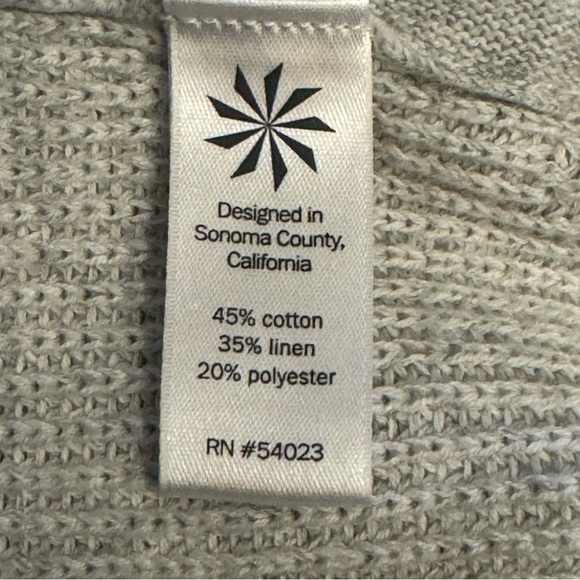 Designed in
Sonoma County,
California
45% cotton
35% linen
20% polyester
RN #54023